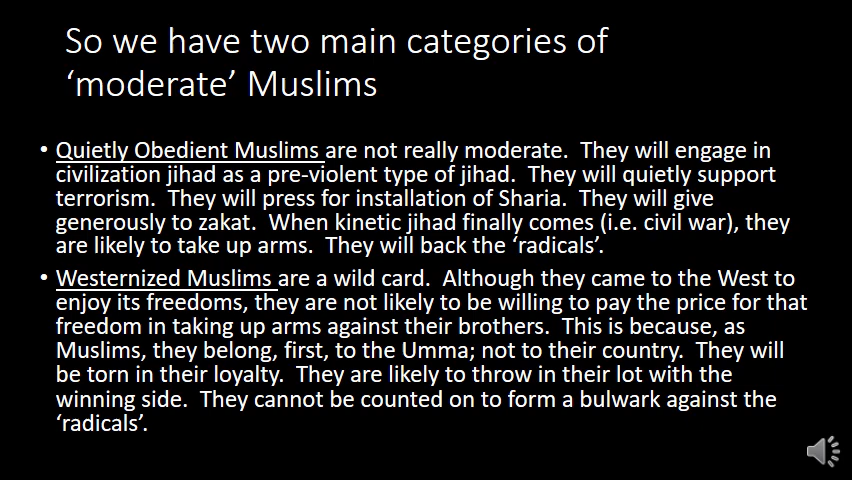 So we have two main categories of
‘moderate’ Muslims
• Quietly Obedient Muslims are not really moderate.  They will engage in
civilization jihad as a pre-violent type of jihad.  They will quietly support
terrorism.  They will press for installation of Sharia.  They will give
generously to zakat.  When kinetic jihad finally comes (i.e. civil war), they
are likely to take up arms.  They will back the ‘radicals’.
• Westernized Muslims are a wild card.  Although they came to the West to
enjoy its freedoms, they are not likely to be willing to pay the price for that
freedom in taking up arms against their brothers.  This is because, as
Muslims, they belong, first, to the Umma; not to their country.  They will
be torn in their loyalty.  They are likely to throw in their lot with the
winning side.  They cannot be counted on to form a bulwark against the
‘radicals’.